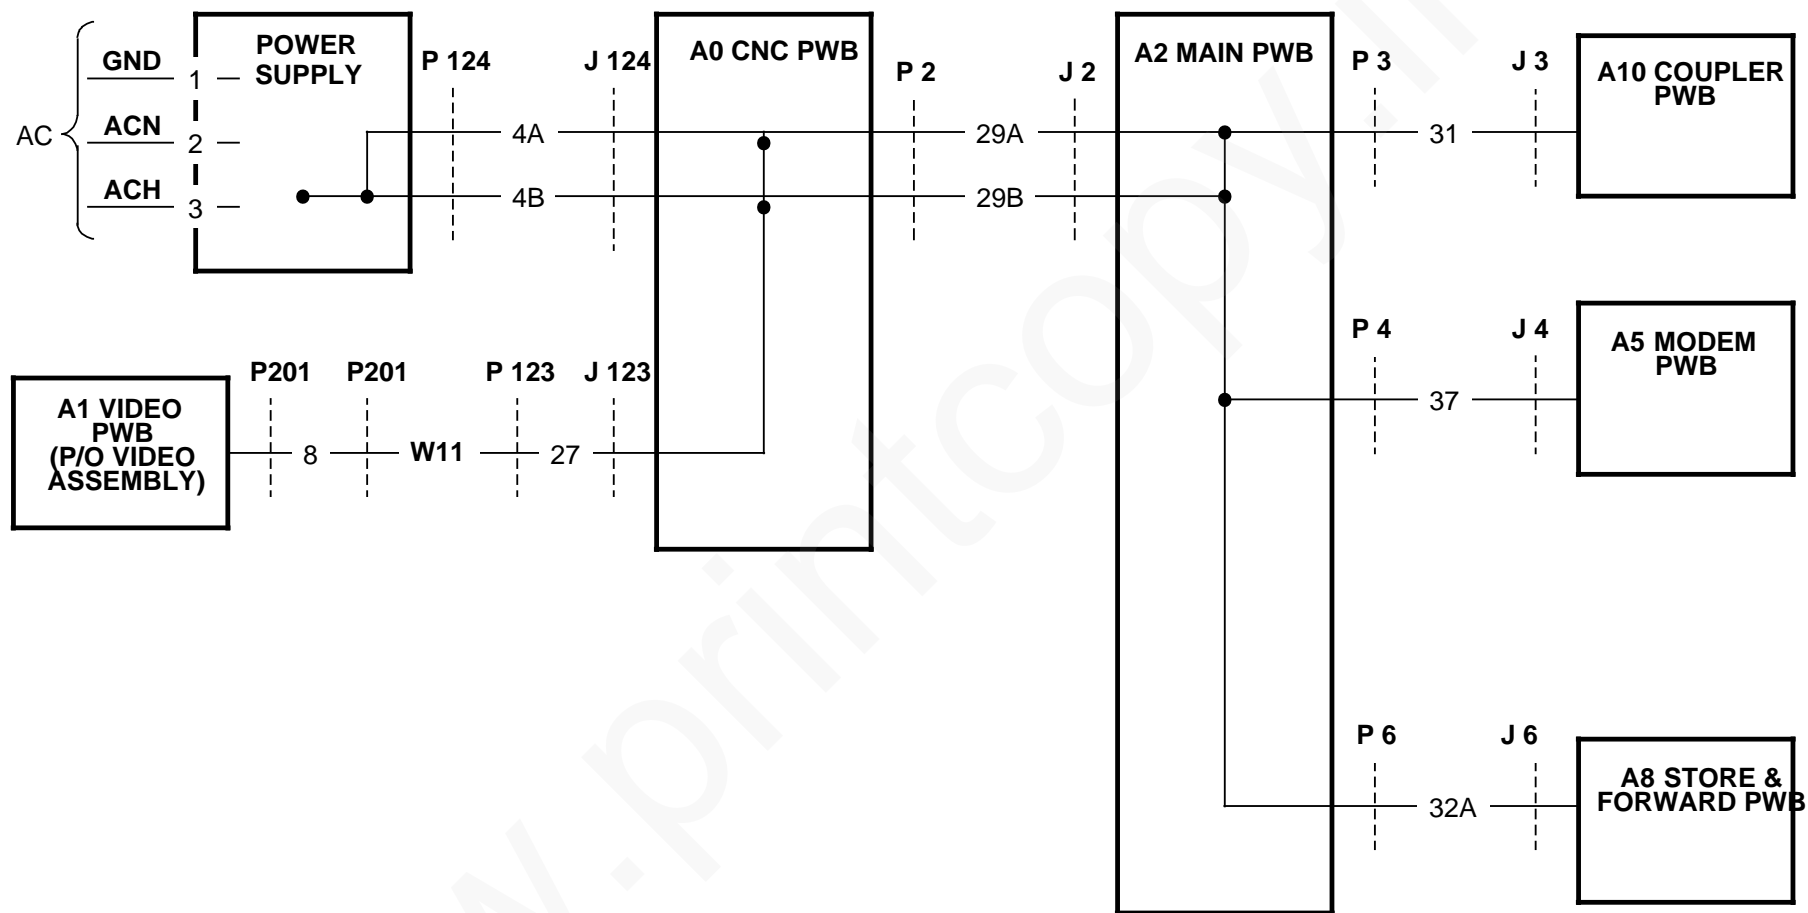 POWER
SUPPLY
P 124
J 124
A0 CNC PWB
P 2
J 2
A2 MAIN PWB
P 3
J 3
A10 COUPLER
PWB
AC
GND
1
ACN
2
ACH
3
4A
4B
29A
29B
31
P 4
J 4
A5 MODEM
PWB
37
A1 VIDEO
PWB
(P/O VIDEO
ASSEMBLY)
P201
P201
P 123
J 123
8
W11
27
P 6
J 6
A8 STORE &
FORWARD PWB
32A